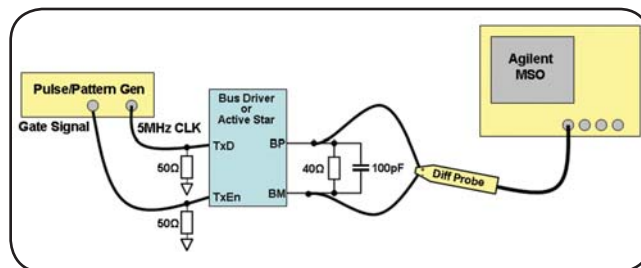 Pulse/Pattern Gen
Gate Signal
5MHz CLK
Bus Driver
or
Active Star
TxD
TxEn
BP
BM
50Ω
50Ω
40Ω
100pF
Diff Probe
Agilent
MSO